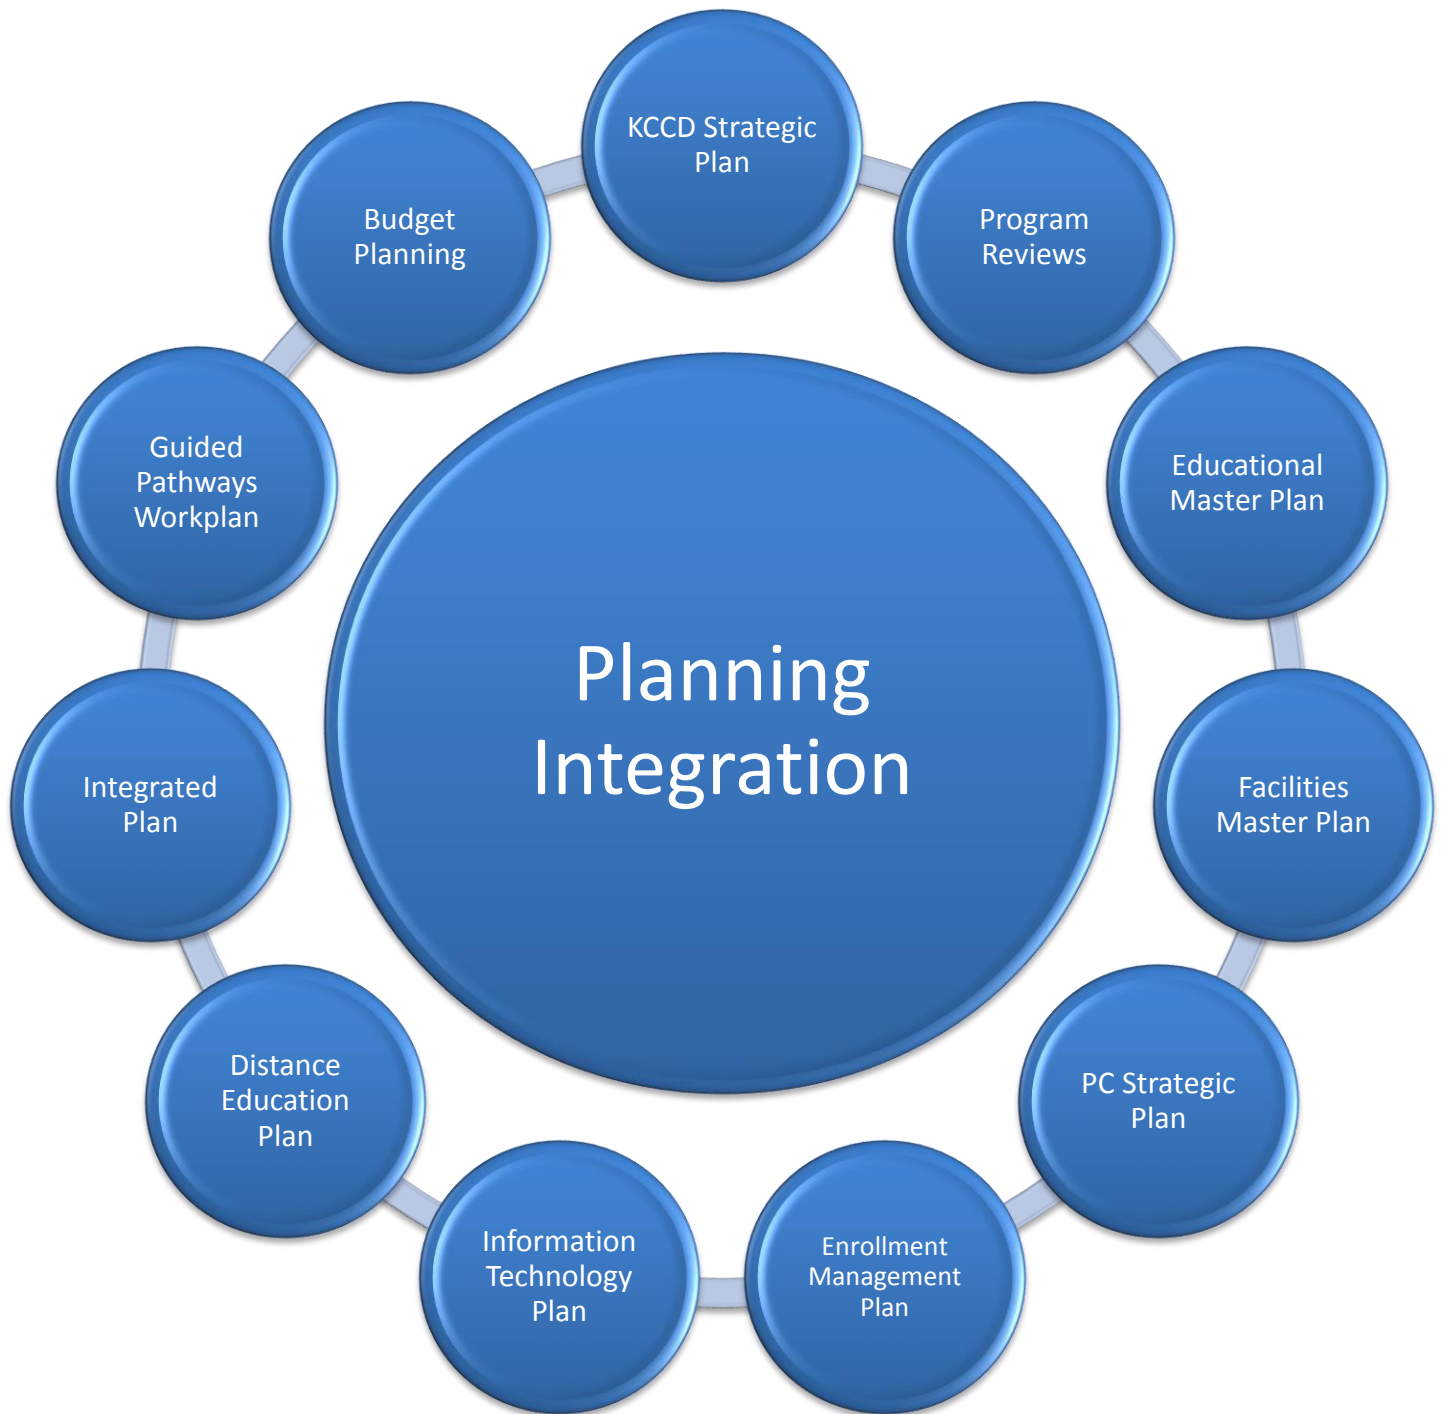 KCCD Strategic
Plan
Program
Reviews
Educational
Master Plan
Facilities
Master Plan
PC Strategic
Plan
Enrollment
Management
Plan
Information
Technology
Plan
Distance
Education
Plan
Integrated
Plan
Guided
Pathways
Workplan
Budget
Planning
Planning
Integration